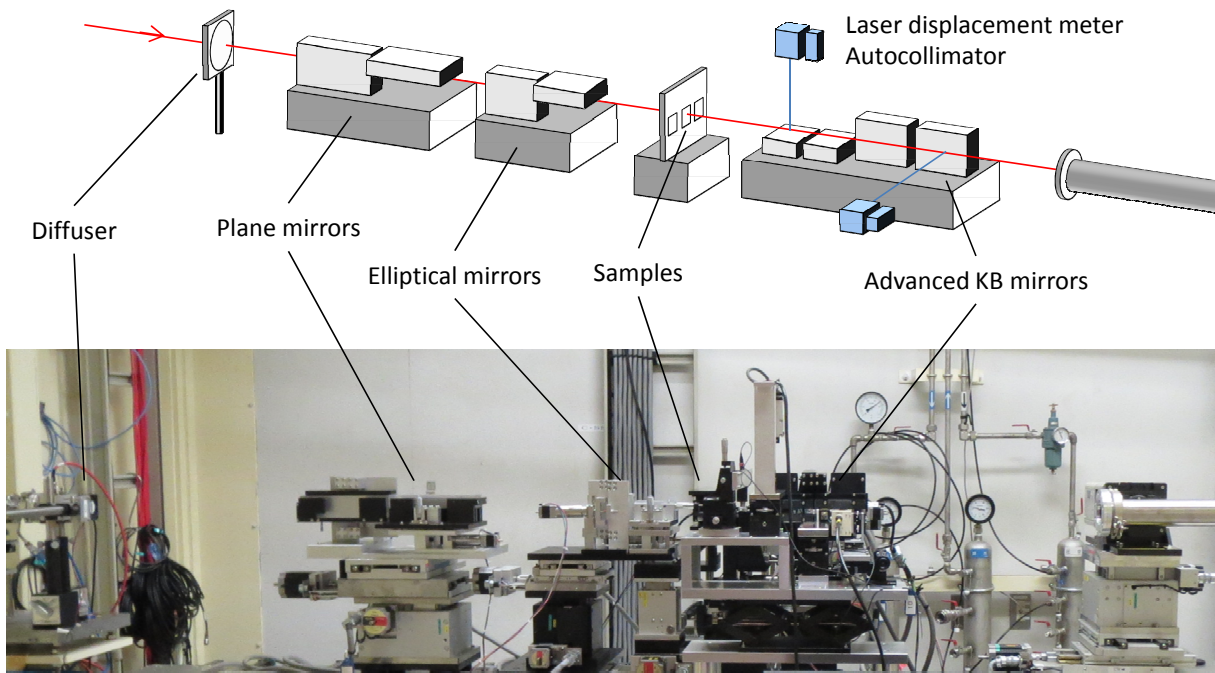 Laser displacement meter
Autocollimator
Diffuser
Plane mirrors
Elliptical mirrors
Samples
Advanced KB mirrors